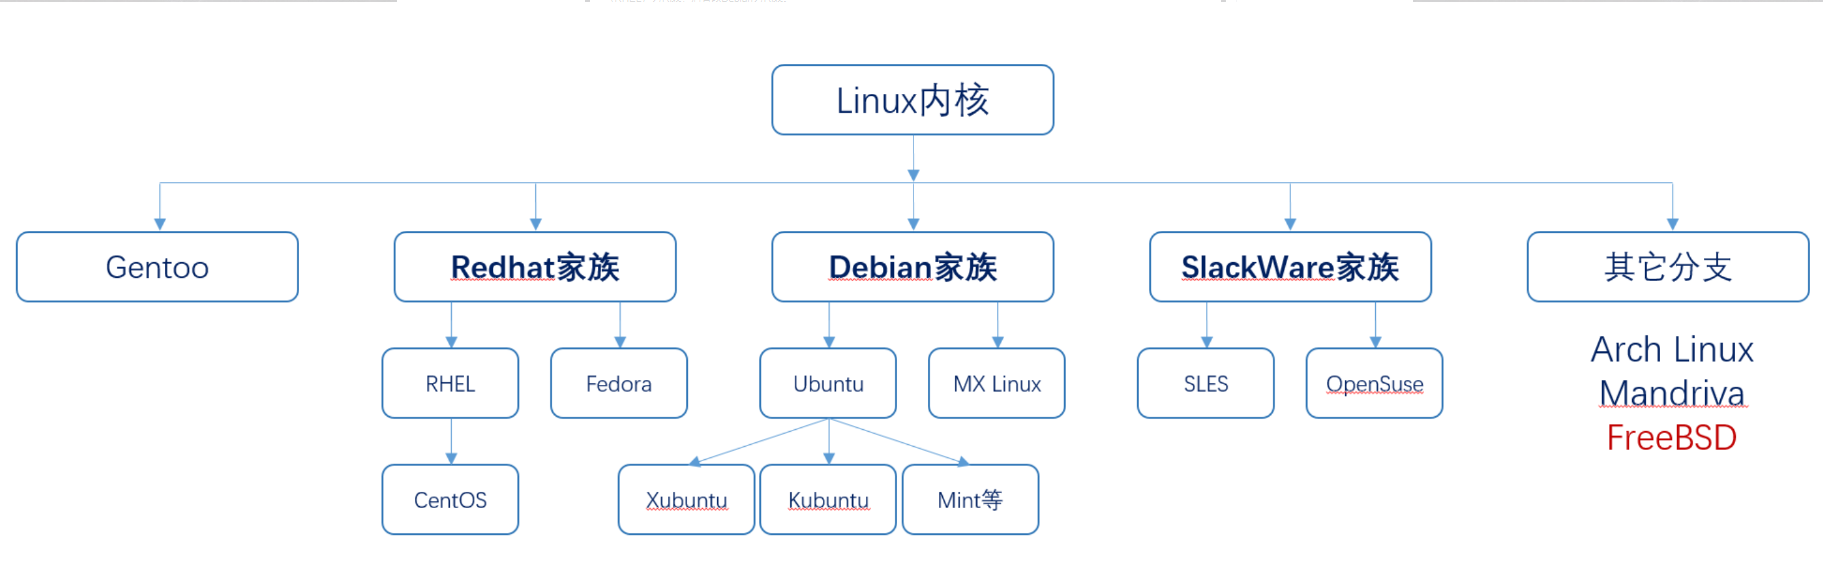 Linux内核
Gentoo
Redhat家族
Debian家族
SlackWare家族
其它分支
RHEL
Fedora
Ubuntu
MX Linux
SLES
OpenSuse
Arch Linux
Mandriva
FreeBSD
CentOS
Xubuntu
Kubuntu
Mint等